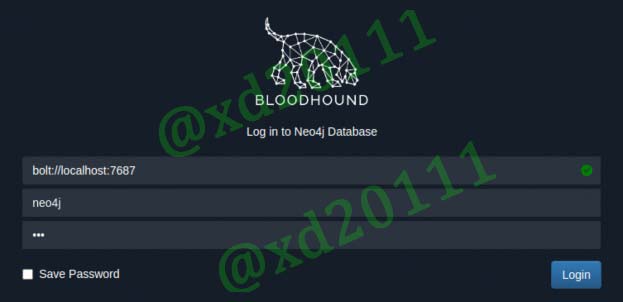 @xd20111
BLOODHOUND
Log in to Neo4j Database
bolt://localhost:7687
neo4j
•••
@xd20111
Save Password
Login